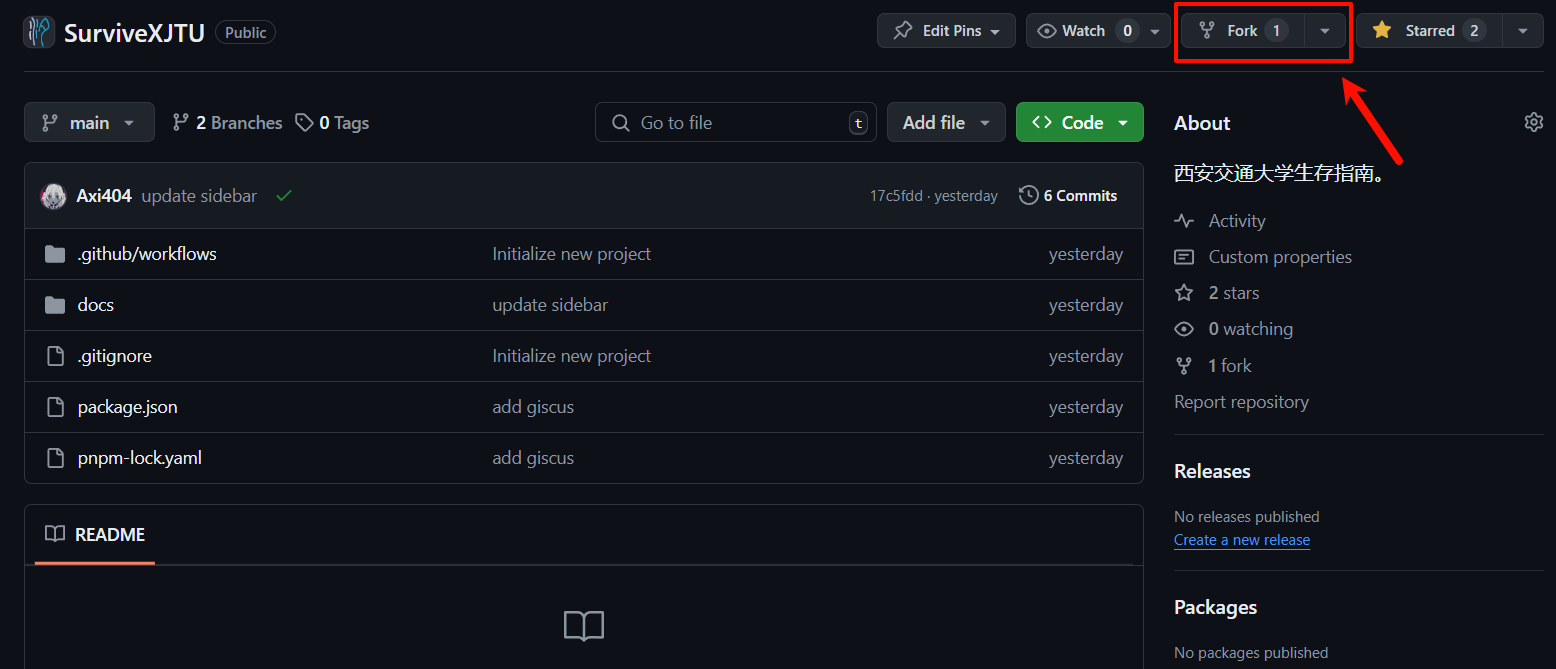 SurviveXJTU Public Edit Pins Watch 0 Fork 1 Starred 2
main 2 Branches 0 Tags Go to file t Add file Code
Axi404 update sidebar 17c5fdd · yesterday 6 Commits
.github/workflows Initialize new project yesterday
docs update sidebar yesterday
.gitignore Initialize new project yesterday
package.json add giscus yesterday
pnpm-lock.yaml add giscus yesterday
README
About
西安交通大学生存指南。
Activity
Custom properties
2 stars
0 watching
1 fork
Report repository
Releases
No releases published
Create a new release
Packages
No packages published